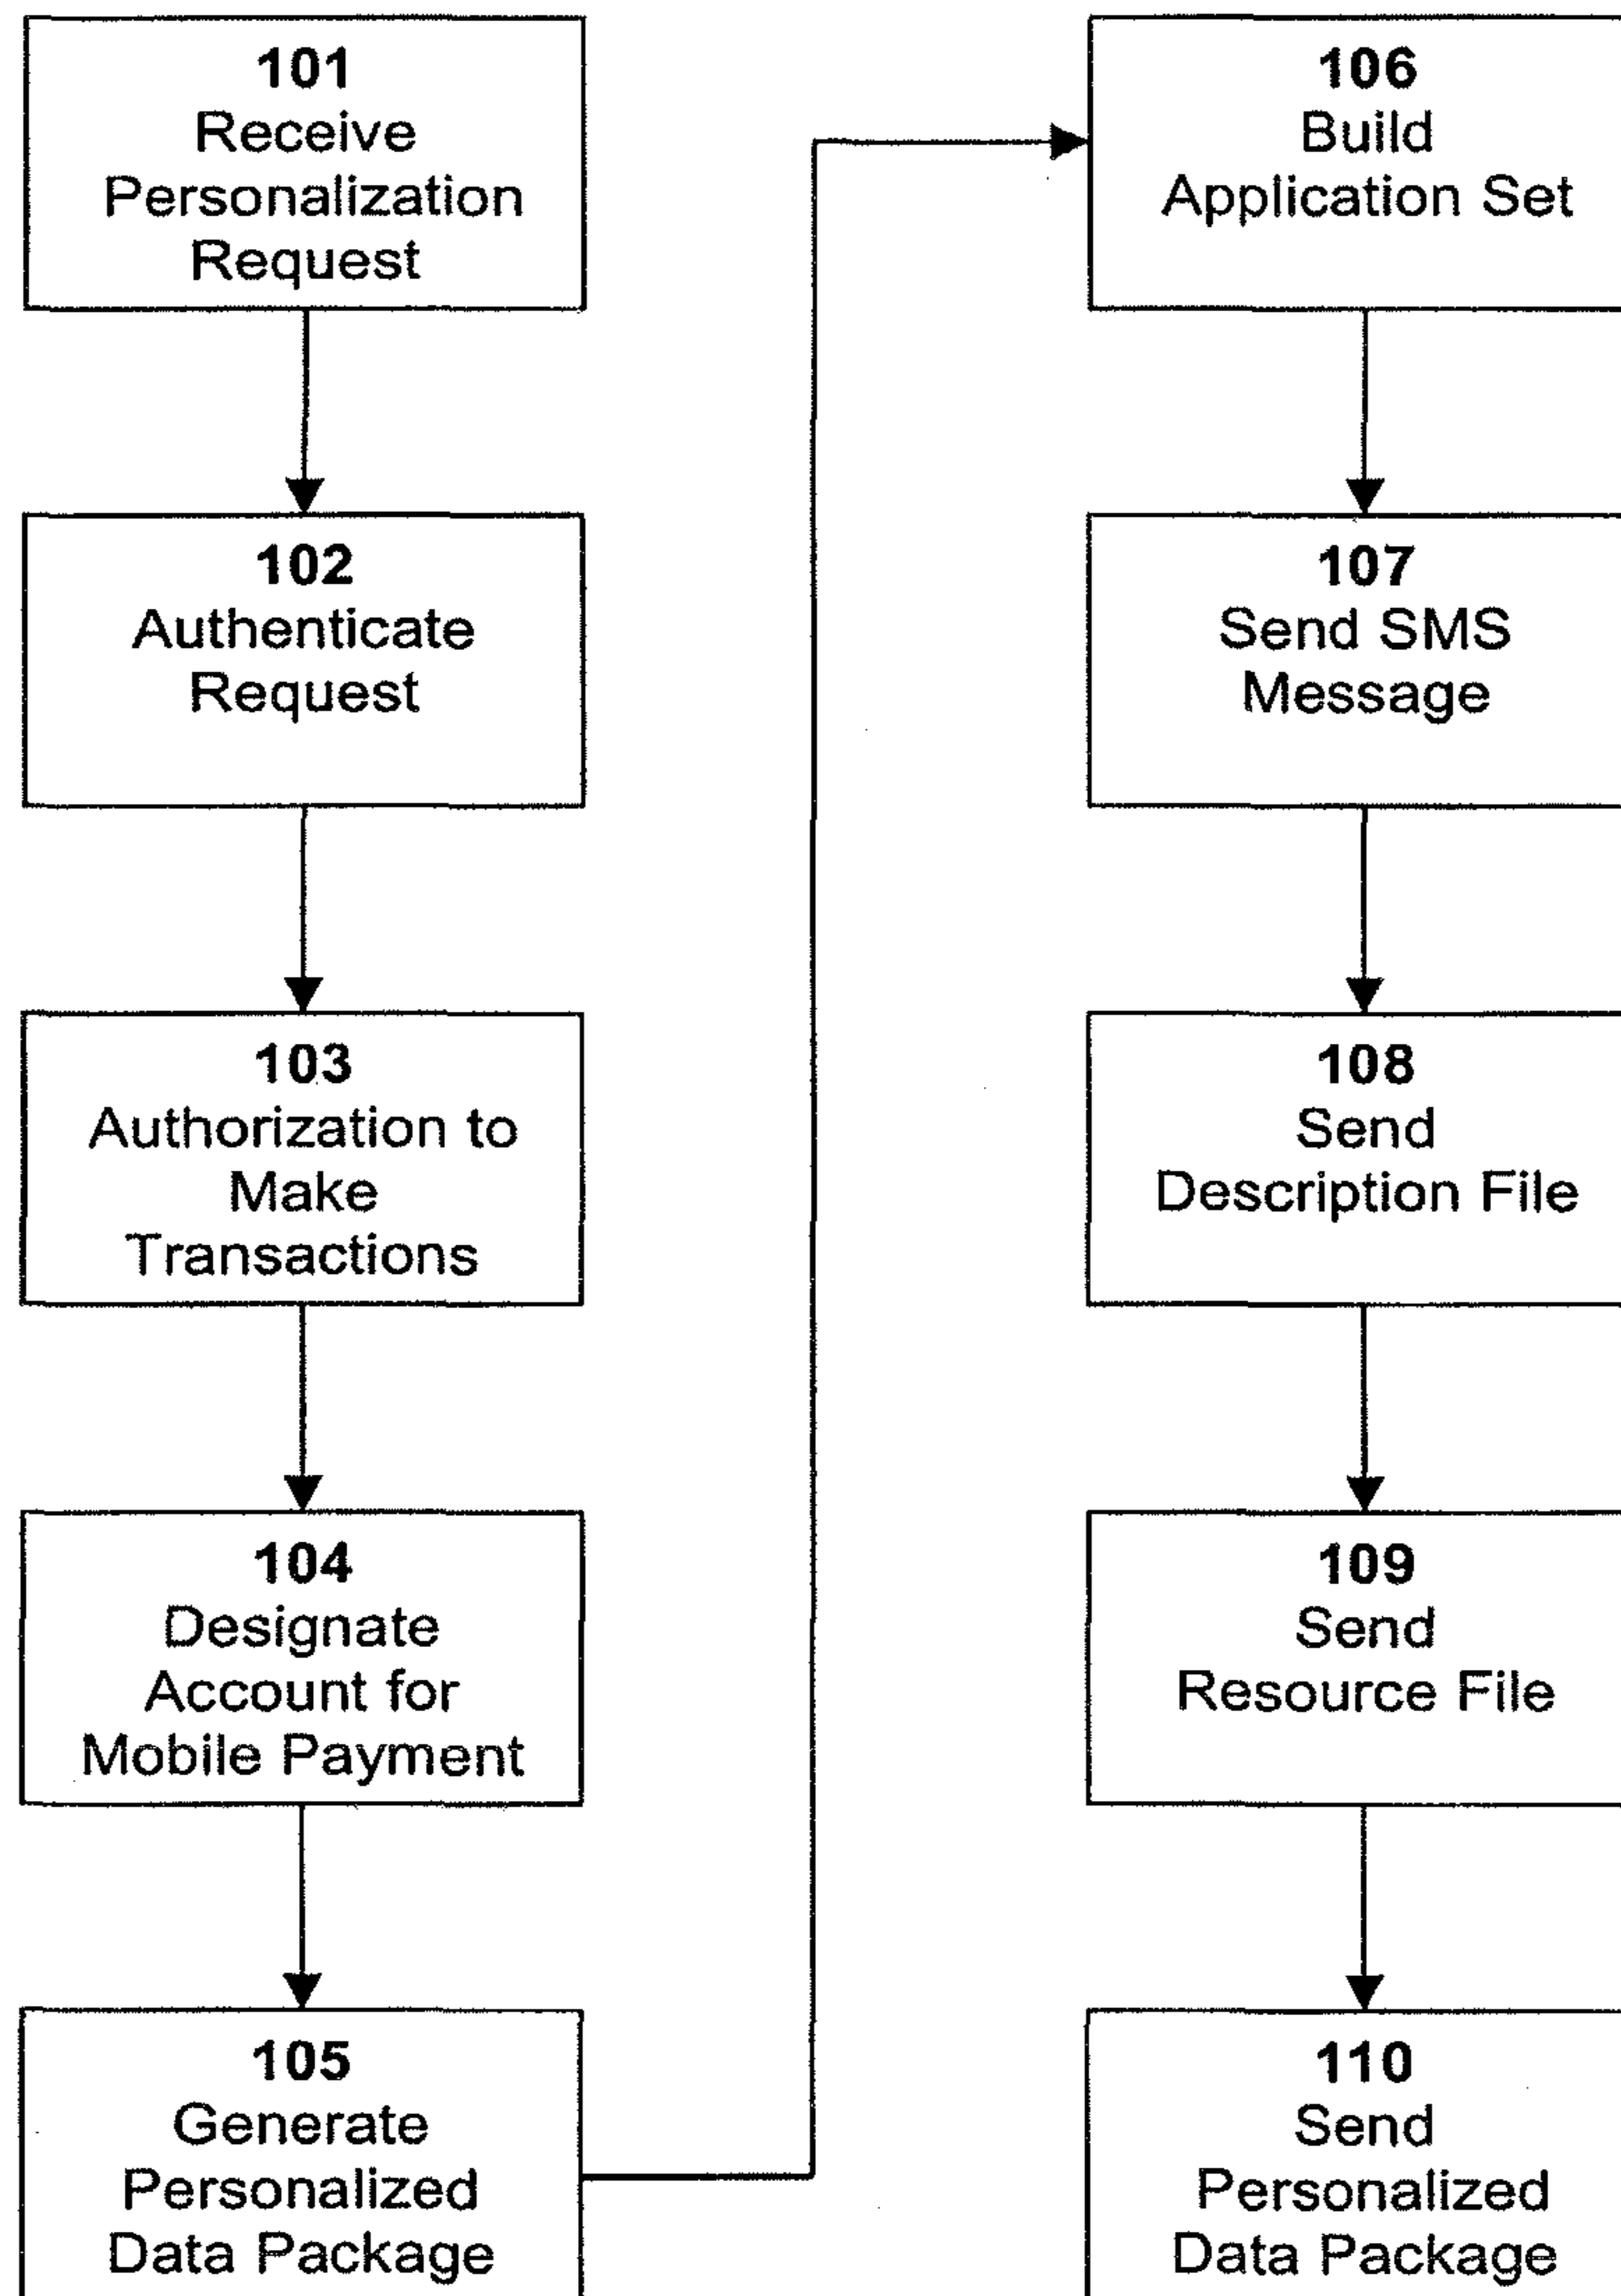 101
Receive
Personalization
Request
102
Authenticate
Request
103
Authorization to
Make
Transactions
104
Designate
Account for
Mobile Payment
105
Generate
Personalized
Data Package
106
Build
Application Set
107
Send SMS
Message
108
Send
Description File
109
Send
Resource File
110
Send
Personalized
Data Package